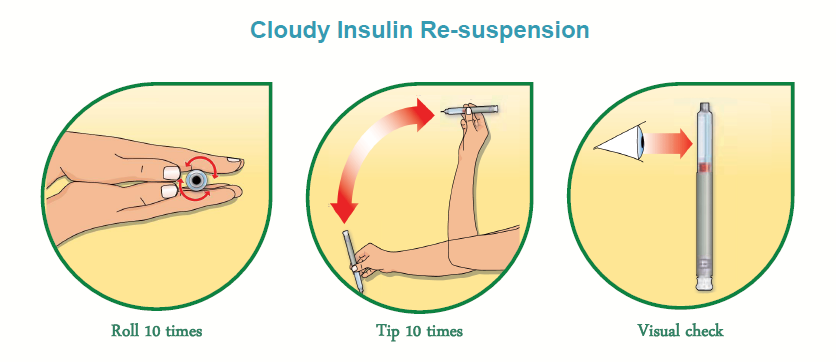 Cloudy Insulin Re-suspension
Roll 10 times
Tip 10 times
Visual check